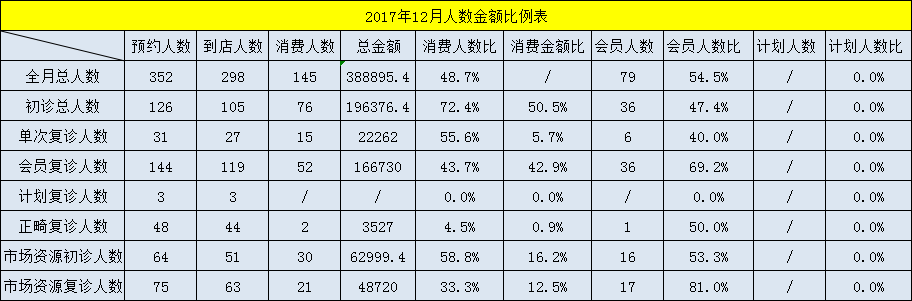 2017年12月人数金额比例表
预约人数 到店人数 消费人数 总金额 消费人数比 消费金额比 会员人数 会员人数比 计划人数 计划人数比
全月总人数 352 298 145 388895.4 48.7% / 79 54.5% / 0.0%
初诊总人数 126 105 76 196376.4 72.4% 50.5% 36 47.4% / 0.0%
单次复诊人数 31 27 15 22262 55.6% 5.7% 6 40.0% / 0.0%
会员复诊人数 144 119 52 166730 43.7% 42.9% 36 69.2% / 0.0%
计划复诊人数 3 3 / / 0.0% 0.0% / 0.0% / 0.0%
正畸复诊人数 48 44 2 3527 4.5% 0.9% 1 50.0% / 0.0%
市场资源初诊人数 64 51 30 62999.4 58.8% 16.2% 16 53.3% / 0.0%
市场资源复诊人数 75 63 21 48720 33.3% 12.5% 17 81.0% / 0.0%